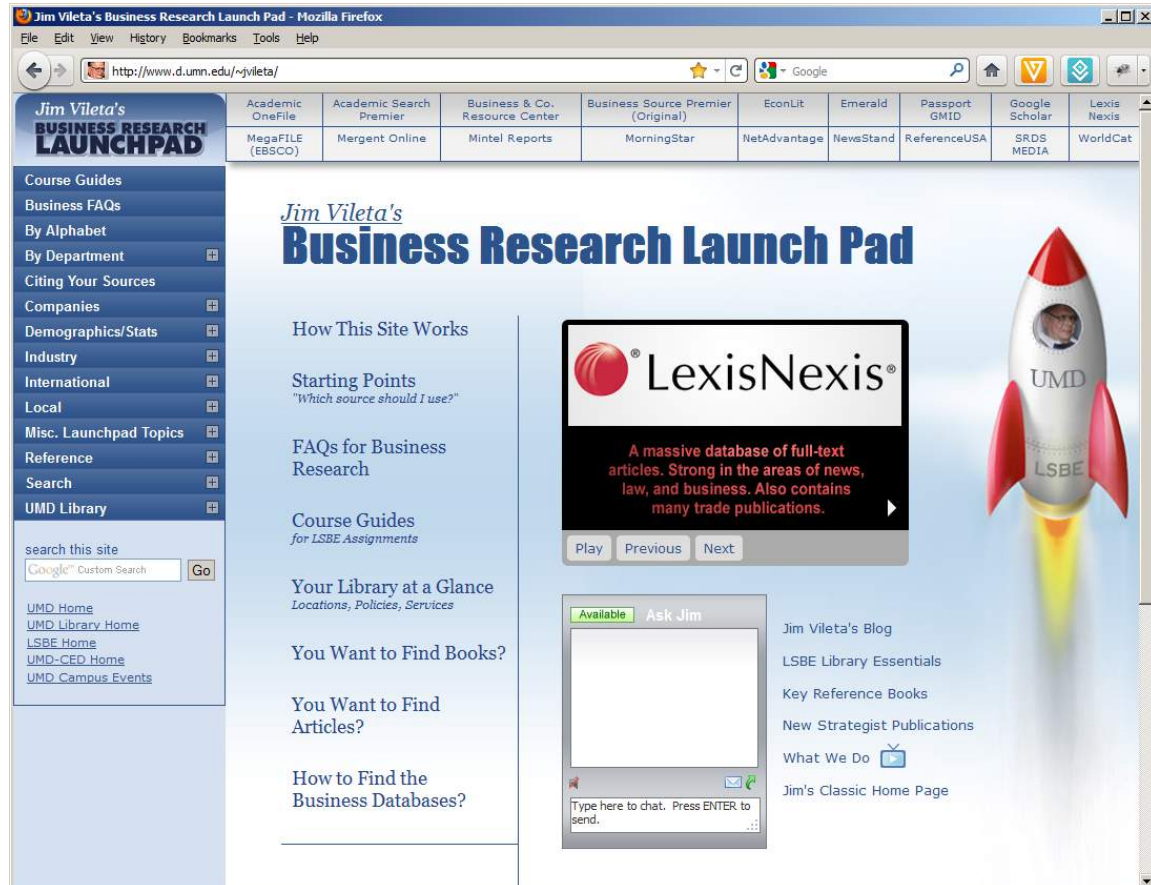 Jim Vileta's Business Research Launch Pad - Mozilla Firefox
File Edit View History Bookmarks Tools Help
http://www.d.umn.edu/~jvileta/
Google
Jim Vileta's
BUSINESS RESEARCH
LAUNCHPAD
Academic OneFile
Academic Search Premier
Business & Co. Resource Center
Business Source Premier (Original)
EconLit
Emerald
Passport GMID
Google Scholar
Lexis Nexis
MegaFILE (EBSCO)
Mergent Online
Mintel Reports
MorningStar
NetAdvantage
NewsStand
ReferenceUSA
SRDS MEDIA
WorldCat
Course Guides
Business FAQs
By Alphabet
By Department
Citing Your Sources
Companies
Demographics/Stats
Industry
International
Local
Misc. Launchpad Topics
Reference
Search
UMD Library
search this site
Google™ Custom Search
Go
UMD Home
UMD Library Home
LSBE Home
UMD-CED Home
UMD Campus Events
Jim Vileta's
Business Research Launch Pad
How This Site Works
Starting Points
"Which source should I use?"
FAQs for Business
Research
Course Guides
for LSBE Assignments
Your Library at a Glance
Locations, Policies, Services
You Want to Find Books?
You Want to Find
Articles?
How to Find the
Business Databases?
® LexisNexis®
A massive database of full-text
articles. Strong in the areas of news,
law, and business. Also contains
many trade publications.
Play Previous Next
Available Ask Jim
Type here to chat. Press ENTER to
send.
Jim Vileta's Blog
LSBE Library Essentials
Key Reference Books
New Strategist Publications
What We Do
Jim's Classic Home Page
UMD
LSBE